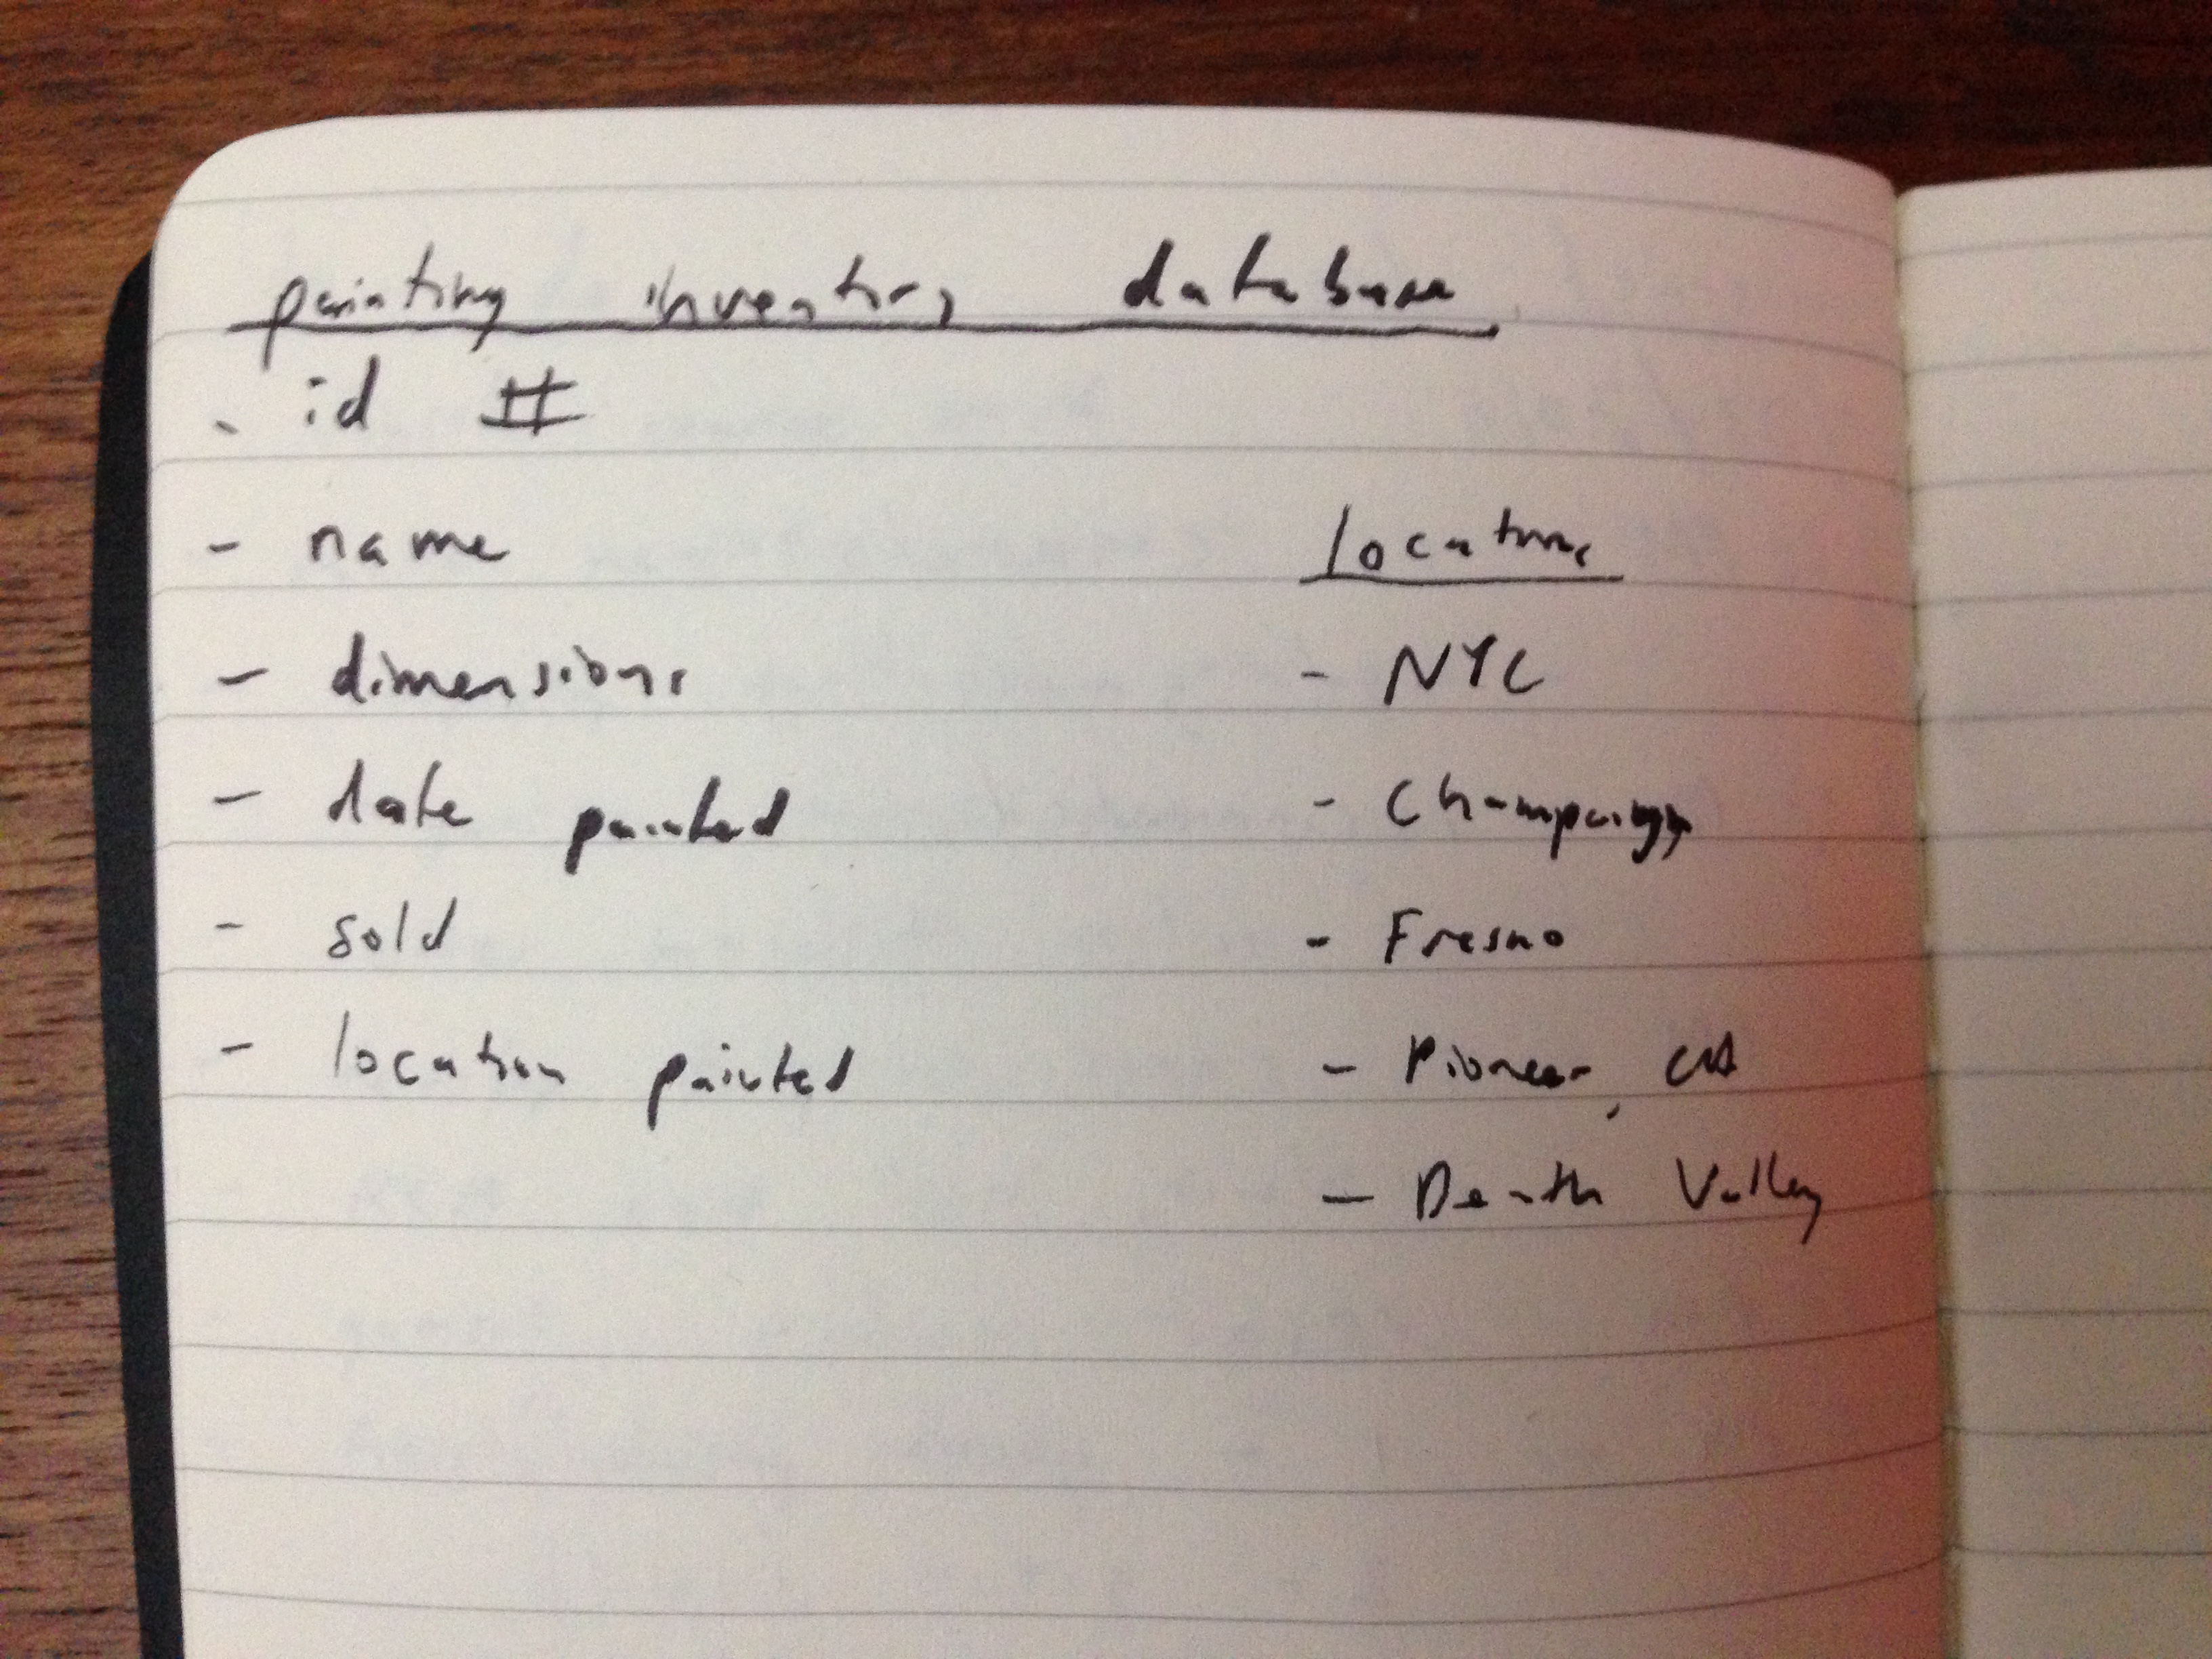 painting inventory database
- id #
- name
- dimensions
- date painted
- sold
- location painted
locations
- NYC
- Champaign
- Fresno
- Pioneer, CA
- Death Valley